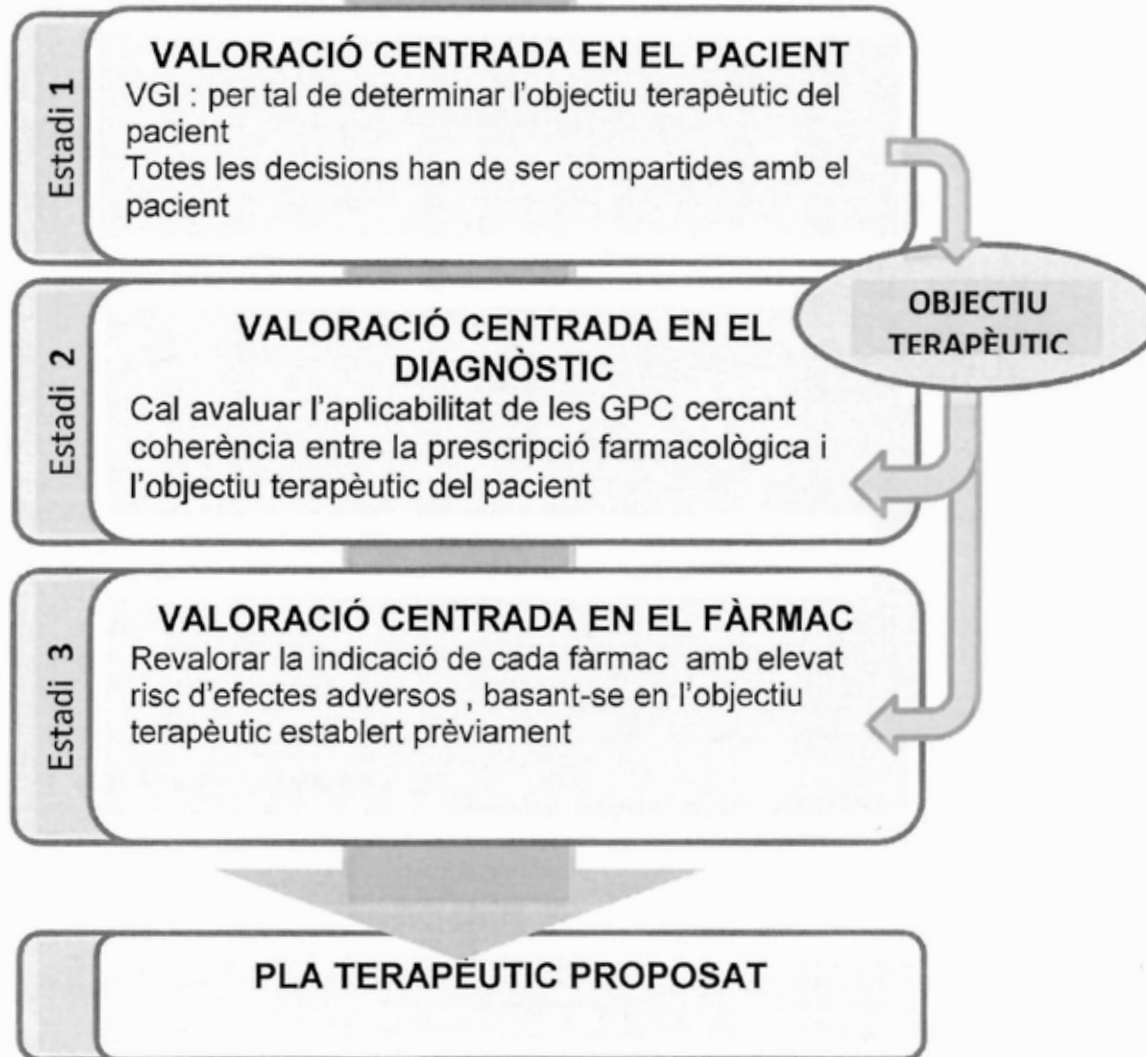 Estadi 1
VALORACIÓ CENTRADA EN EL PACIENT
VGI : per tal de determinar l'objectiu terapèutic del
pacient
Totes les decisions han de ser compartides amb el
pacient
OBJECTIU
TERAPÈUTIC
Estadi 2
VALORACIÓ CENTRADA EN EL
DIAGNÒSTIC
Cal avaluar l'aplicabilitat de les GPC cercant
coherència entre la prescripció farmacològica i
l'objectiu terapèutic del pacient
Estadi 3
VALORACIÓ CENTRADA EN EL FÀRMAC
Revalorar la indicació de cada fàrmac amb elevat
risc d'efectes adversos , basant-se en l'objectiu
terapèutic establert prèviament
PLA TERAPÈUTIC PROPOSAT